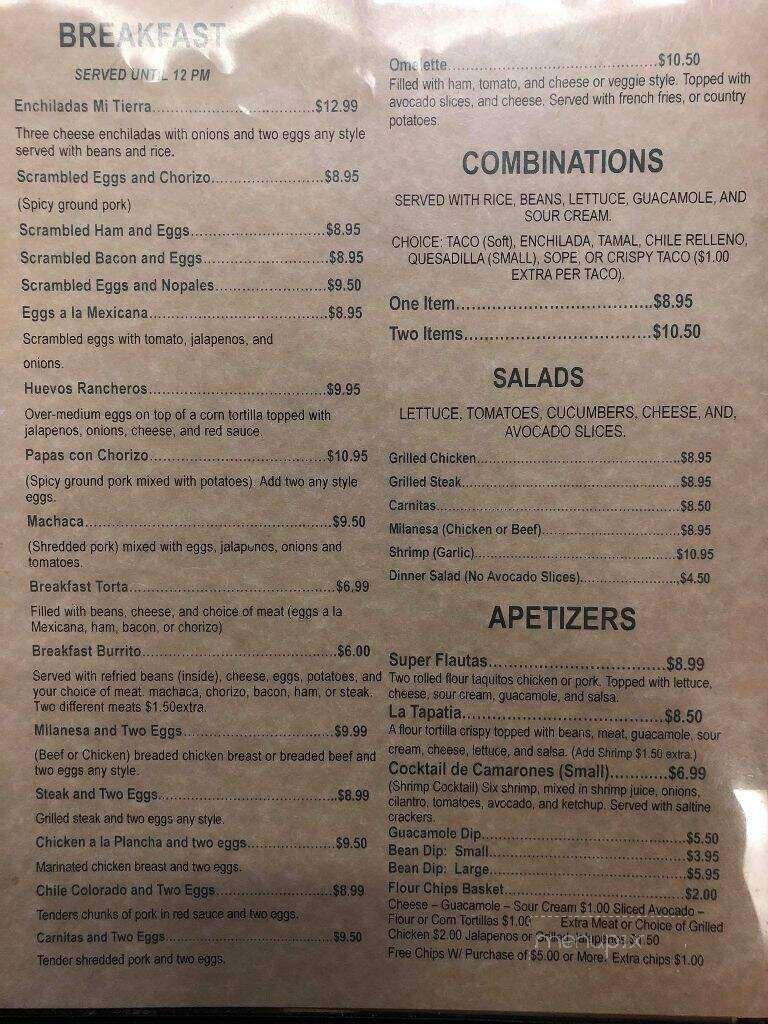 BREAKFAST
SERVED UNTIL 12 PM
Enchiladas Mi Tierra...............................$12.99
Three cheese enchiladas with onions and two eggs any style
served with beans and rice.
Scrambled Eggs and Chorizo......................$8.95
(Spicy ground pork)
Scrambled Ham and Eggs..........................$8.95
Scrambled Bacon and Eggs........................$8.95
Scrambled Eggs and Nopales.....................$9.50
Eggs a la Mexicana..................................$8.95
Scrambled eggs with tomato, jalapenos, and
onions.
Huevos Rancheros...................................$9.95
Over-medium eggs on top of a corn tortilla topped with
jalapenos, onions, cheese, and red sauce.
Papas con Chorizo..................................$10.95
(Spicy ground pork mixed with potatoes). Add two any style
eggs.
Machaca..............................................$9.50
(Shredded pork) mixed with eggs, jalapenos, onions and
tomatoes.
Breakfast Torta.......................................$6.99
Filled with beans, cheese, and choice of meat (eggs a la
Mexicana, ham, bacon, or chorizo)
Breakfast Burrito.....................................$6.00
Served with refried beans (inside), cheese, eggs, potatoes, and
your choice of meat. machaca, chorizo, bacon, ham, or steak.
Two different meats $1.50extra.
Milanesa and Two Eggs............................$9.99
(Beef or Chicken) breaded chicken breast or breaded beef and
two eggs any style.
Steak and Two Eggs.................................$8.99
Grilled steak and two eggs any style.
Chicken a la Plancha and two eggs.................$9.50
Marinated chicken breast and two eggs.
Chile Colorado and Two Eggs......................$8.99
Tenders chunks of pork in red sauce and two eggs.
Carnitas and Two Eggs.............................$9.50
Tender shredded pork and two eggs.
Omelette..........................................$10.50
Filled with ham, tomato, and cheese or veggie style. Topped with
avocado slices, and cheese. Served with french fries, or country
potatoes.
COMBINATIONS
SERVED WITH RICE, BEANS, LETTUCE, GUACAMOLE, AND
SOUR CREAM.
CHOICE: TACO (Soft), ENCHILADA, TAMAL, CHILE RELLENO,
QUESADILLA (SMALL), SOPE, OR CRISPY TACO ($1.00
EXTRA PER TACO).
One Item.....................................$8.95
Two Items...................................$10.50
SALADS
LETTUCE, TOMATOES, CUCUMBERS, CHEESE, AND,
AVOCADO SLICES.
Grilled Chicken.........................................$8.95
Grilled Steak............................................$8.95
Carnitas..................................................$8.50
Milanesa (Chicken or Beef)...........................$8.95
Shrimp (Garlic).........................................$10.95
Dinner Salad (No Avocado Slices)...................$4.50
APETIZERS
Super Flautas...................................$8.99
Two rolled flour taquitos chicken or pork. Topped with lettuce,
cheese, sour cream, guacamole, and salsa.
La Tapatia.......................................$8.50
A flour tortilla crispy topped with beans, meat, guacamole, sour
cream, cheese, lettuce, and salsa. (Add Shrimp $1.50 extra.)
Cocktail de Camarones (Small)...........$6.99
(Shrimp Cocktail) Six shrimp, mixed in shrimp juice, onions,
cilantro, tomatoes, avocado, and ketchup. Served with saltine
crackers.
Guacamole Dip........................................$5.50
Bean Dip: Small.......................................$3.95
Bean Dip: Large.......................................$5.95
Flour Chips Basket....................................$2.00
Cheese – Guacamole – Sour Cream $1.00 Sliced Avocado –
Flour or Corn Tortillas $1.00 Extra Meat or Choice of Grilled
Chicken $2.00 Jalapenos or Grilled Jalapenos $1.50
Free Chips W/ Purchase of $5.00 or More. Extra chips $1.00
menupix